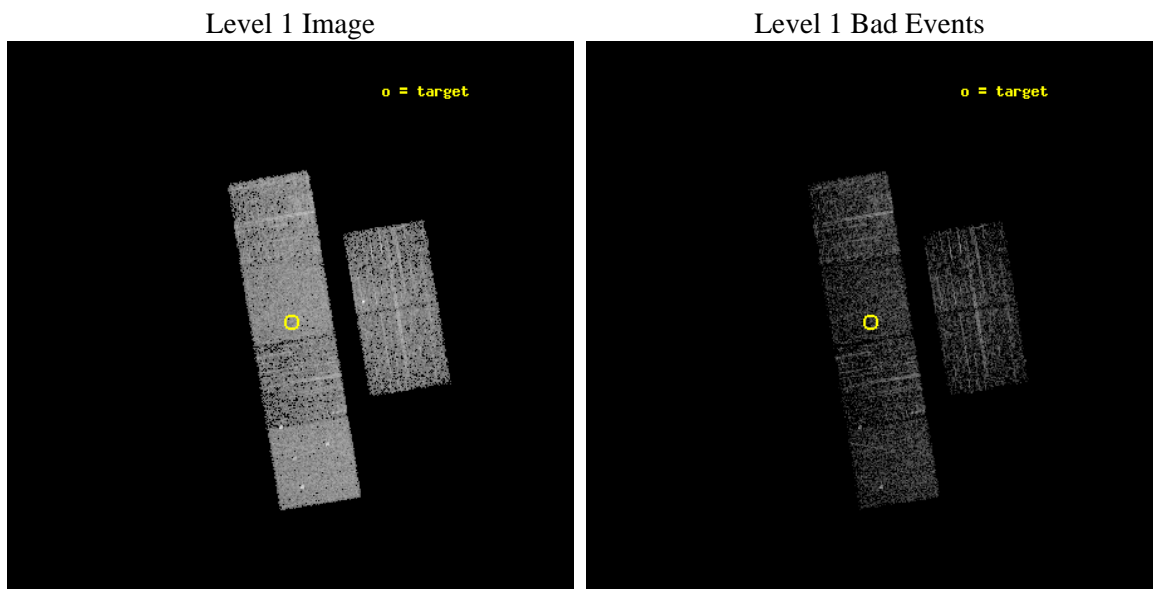 Level 1 Image
Level 1 Bad Events
o = target
o = target